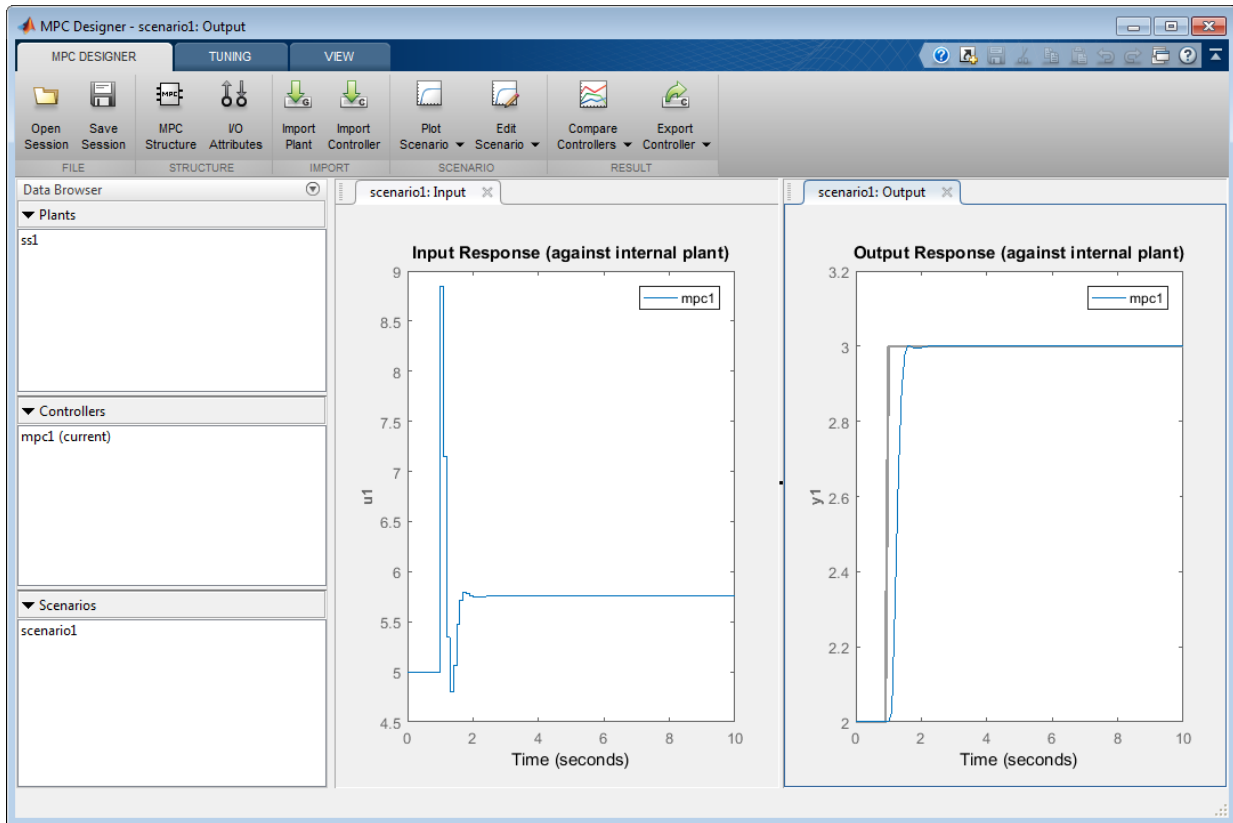 MPC Designer - scenario1: Output
MPC DESIGNER TUNING VIEW
Open Session
Save Session
MPC
MPC Structure
I/O Attributes
G
Import Plant
C
Import Controller
Plot Scenario
Edit Scenario
Compare Controllers
C
Export Controller
FILE STRUCTURE IMPORT SCENARIO RESULT
Data Browser
Plants
ss1
Controllers
mpc1 (current)
Scenarios
scenario1
scenario1: Input
Input Response (against internal plant)
mpc1
9
8.5
8
7.5
7
6.5
6
5.5
5
4.5
u1
0 2 4 6 8 10
Time (seconds)
scenario1: Output
Output Response (against internal plant)
mpc1
3.2
3
2.8
2.6
2.4
2.2
2
y1
0 2 4 6 8 10
Time (seconds)